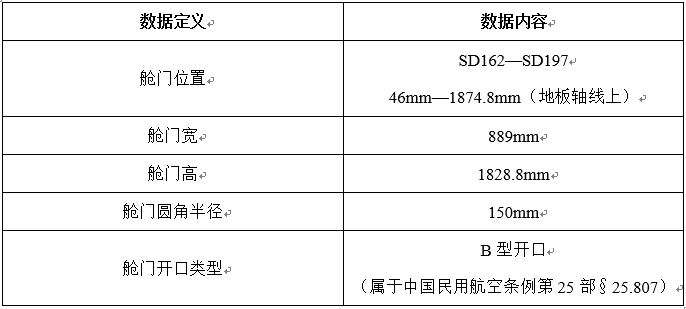 数据定义
数据内容
舱门位置
SD162—SD197
46mm—1874.8mm（地板轴线上）
舱门宽
889mm
舱门高
1828.8mm
舱门圆角半径
150mm
舱门开口类型
B 型开口
（属于中国民用航空条例第 25 部§25.807）